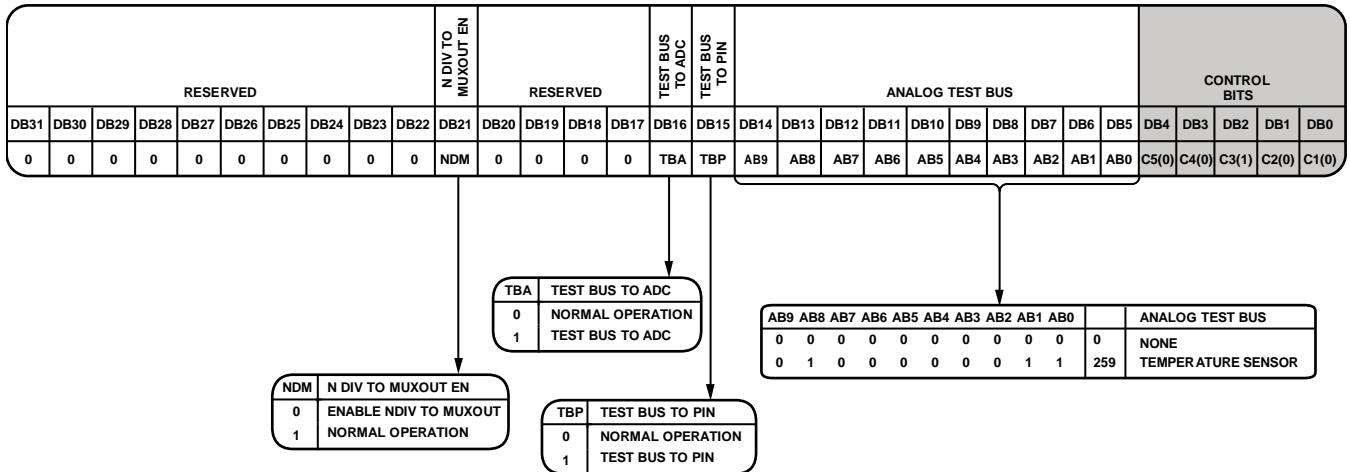 RESERVED
N DIV TO
MUXOUT EN
RESERVED
TEST BUS
TO ADC
TEST BUS
TO PIN
ANALOG TEST BUS
CONTROL
BITS
DB31 DB30 DB29 DB28 DB27 DB26 DB25 DB24 DB23 DB22 DB21 DB20 DB19 DB18 DB17 DB16 DB15 DB14 DB13 DB12 DB11 DB10 DB9 DB8 DB7 DB6 DB5 DB4 DB3 DB2 DB1 DB0
0 0 0 0 0 0 0 0 0 0 NDM 0 0 0 0 TBA TBP AB9 AB8 AB7 AB6 AB5 AB4 AB3 AB2 AB1 AB0 C5(0) C4(0) C3(1) C2(0) C1(0)
TBA TEST BUS TO ADC
0 NORMAL OPERATION
1 TEST BUS TO ADC
AB9 AB8 AB7 AB6 AB5 AB4 AB3 AB2 AB1 AB0 ANALOG TEST BUS
0 0 0 0 0 0 0 0 0 0 0 NONE
0 1 0 0 0 0 0 0 1 1 259 TEMPERATURE SENSOR
NDM N DIV TO MUXOUT EN
0 ENABLE NDIV TO MUXOUT
1 NORMAL OPERATION
TBP TEST BUS TO PIN
0 NORMAL OPERATION
1 TEST BUS TO PIN